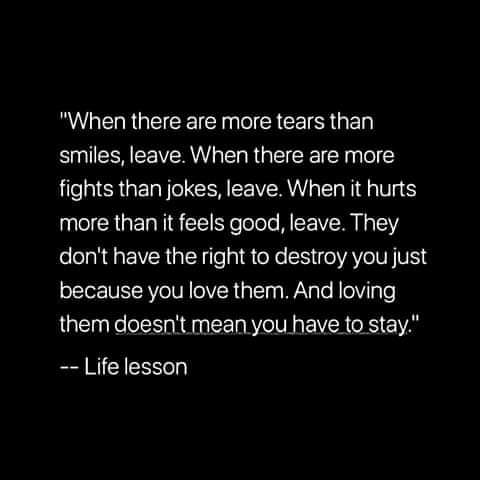 "When there are more tears than
smiles, leave. When there are more
fights than jokes, leave. When it hurts
more than it feels good, leave. They
don't have the right to destroy you just
because you love them. And loving
them doesn't mean you have to stay."
-- Life lesson